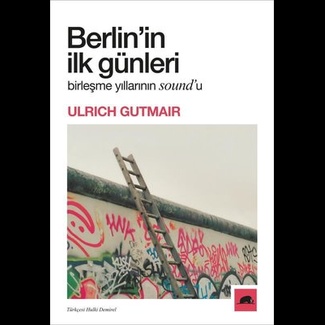 Berlin'in
ilk günleri
birleşme yıllarının sound'u
ULRICH GUTMAIR
Türkçesi Hulki Demirel